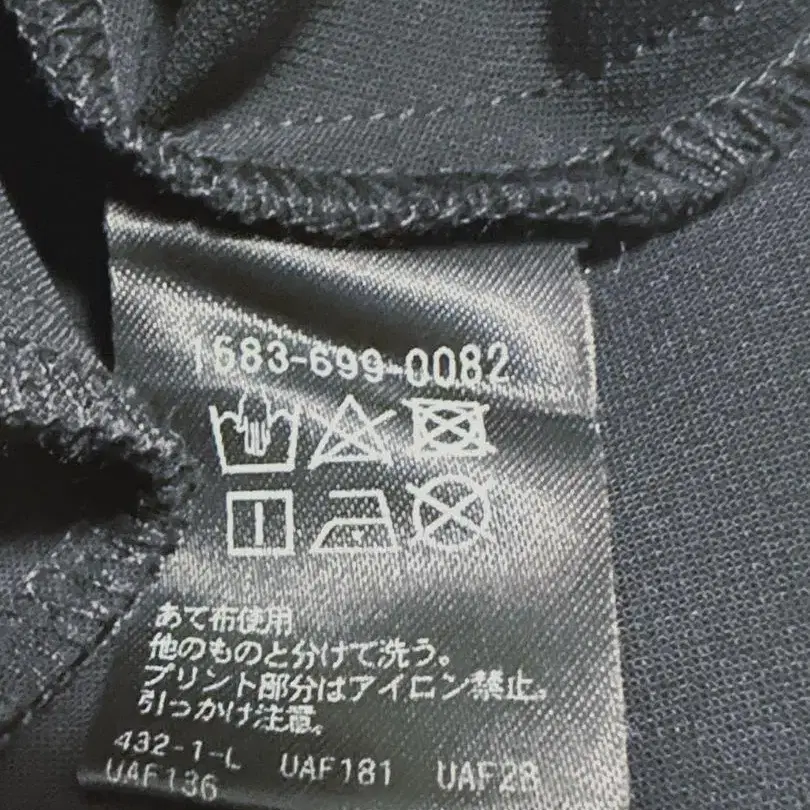 1683-699-0082
あて布使用
他のものと分けて洗う。
プリント部分はアイロン禁止。
引っかけ注意。
432-1-L
UAF136 UAF181 UAF28